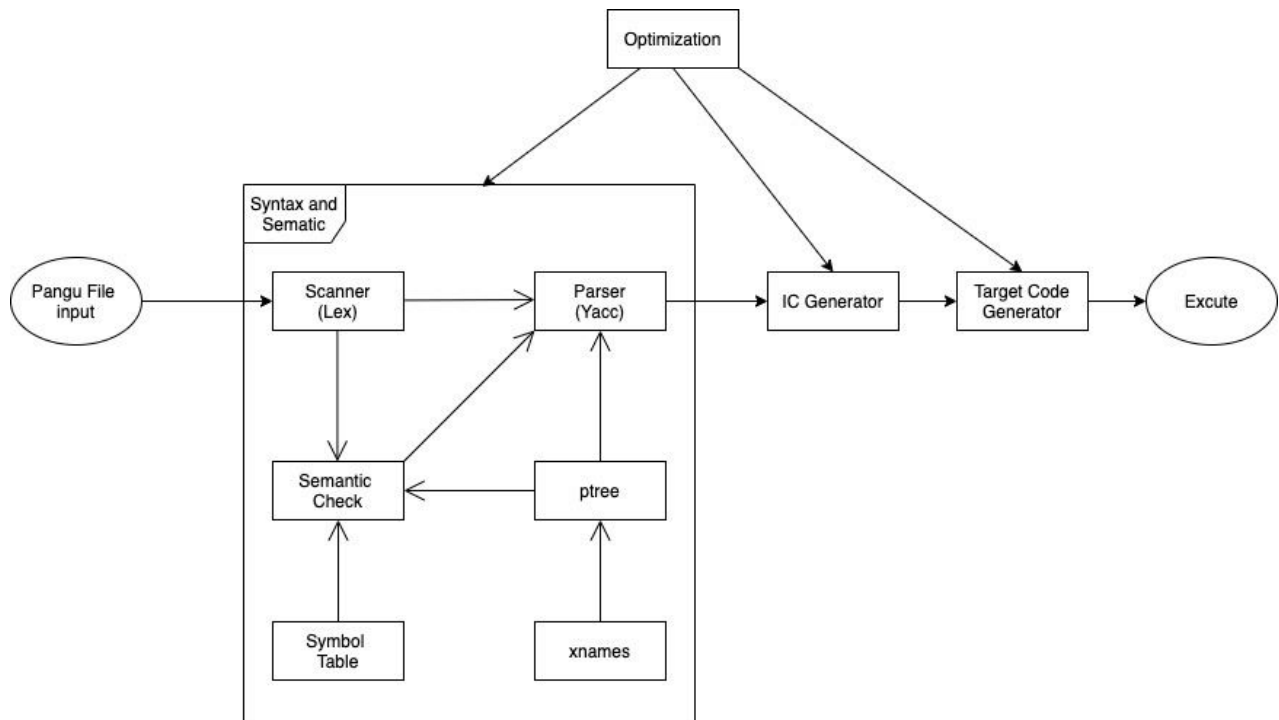 Optimization
Syntax and
Sematic
Pangu File
input
Scanner
(Lex)
Parser
(Yacc)
IC Generator
Target Code
Generator
Excute
Semantic
Check
ptree
Symbol
Table
xnames